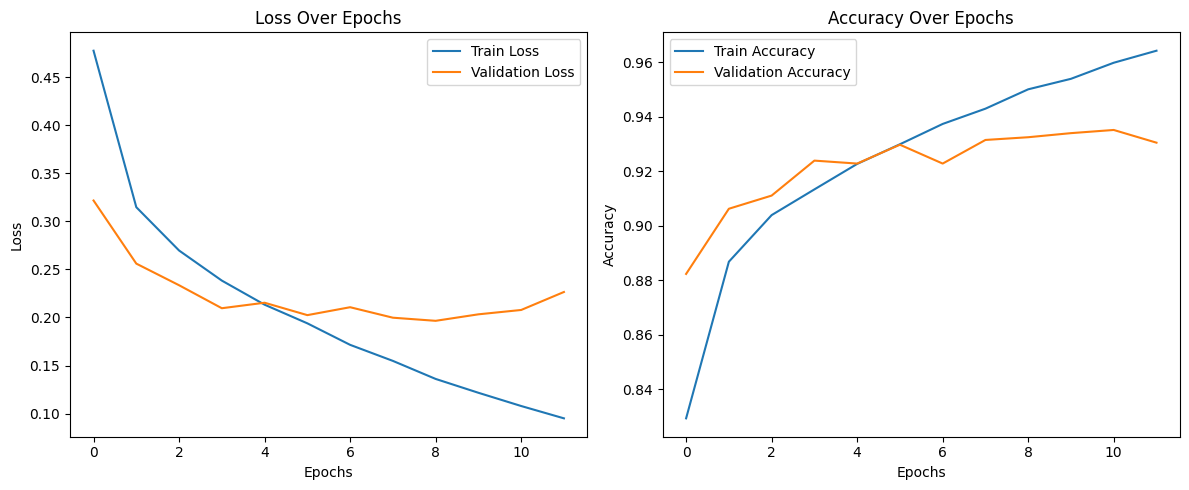 Loss Over Epochs
Train Loss
Validation Loss
0.45
0.40
0.35
0.30
0.25
0.20
0.15
0.10
Loss
0 2 4 6 8 10
Epochs
Accuracy Over Epochs
Train Accuracy
Validation Accuracy
0.96
0.94
0.92
0.90
0.88
0.86
0.84
Accuracy
0 2 4 6 8 10
Epochs